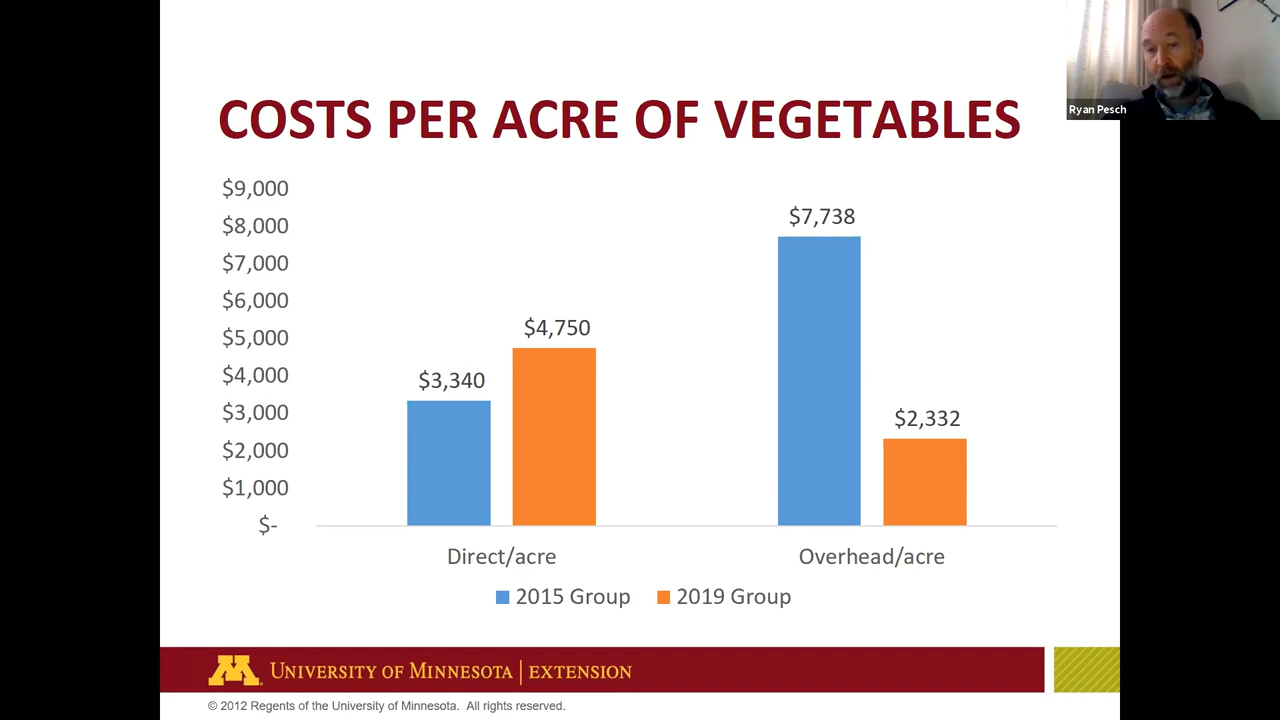 Ryan Pesch
COSTS PER ACRE OF VEGETABLES
$9,000
$8,000
$7,000
$6,000
$5,000
$4,000
$3,000
$2,000
$1,000
$-
$3,340
$4,750
$7,738
$2,332
Direct/acre
Overhead/acre
2015 Group
2019 Group
M
UNIVERSITY OF MINNESOTA | EXTENSION
© 2012 Regents of the University of Minnesota. All rights reserved.